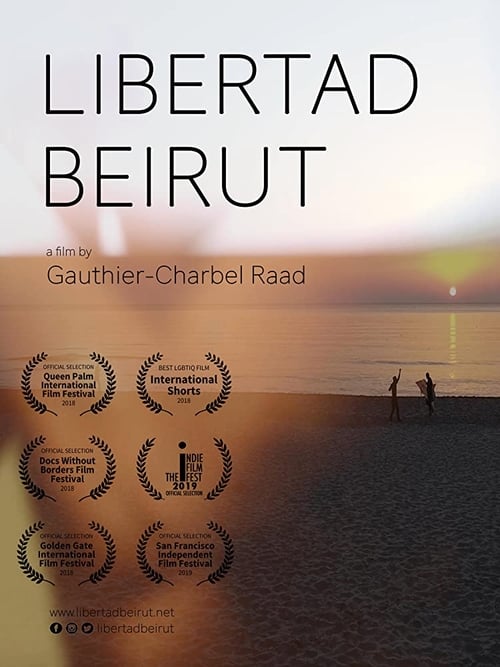 LIBERTAD
BEIRUT
a film by
Gauthier-Charbel Raad
OFFICIAL SELECTION
Queen Palm
International
Film Festival
2018
BEST LGBTIQ FILM
International
Shorts
2018
OFFICIAL SELECTION
Docs Without
Borders Film
Festival
2018
THE
INDIE
FILM
FEST
2019
OFFICIAL SELECTION
OFFICIAL SELECTION
Golden Gate
International
Film Festival
2018
OFFICIAL SELECTION
San Francisco
Independent
Film Festival
2019
www.libertadbeirut.net
libertadbeirut